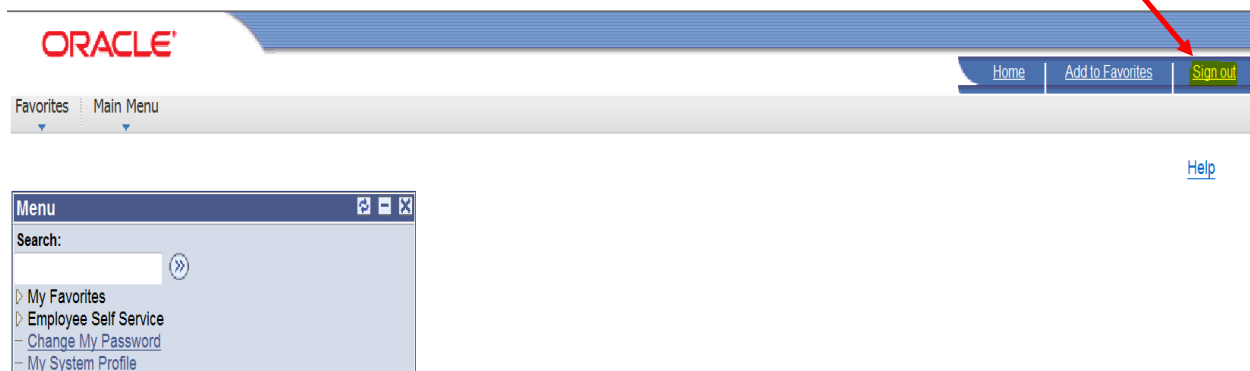 ORACLE'
Home Add to Favorites Sign out
Favorites Main Menu
Help
Menu
Search:
My Favorites
Employee Self Service
Change My Password
My System Profile